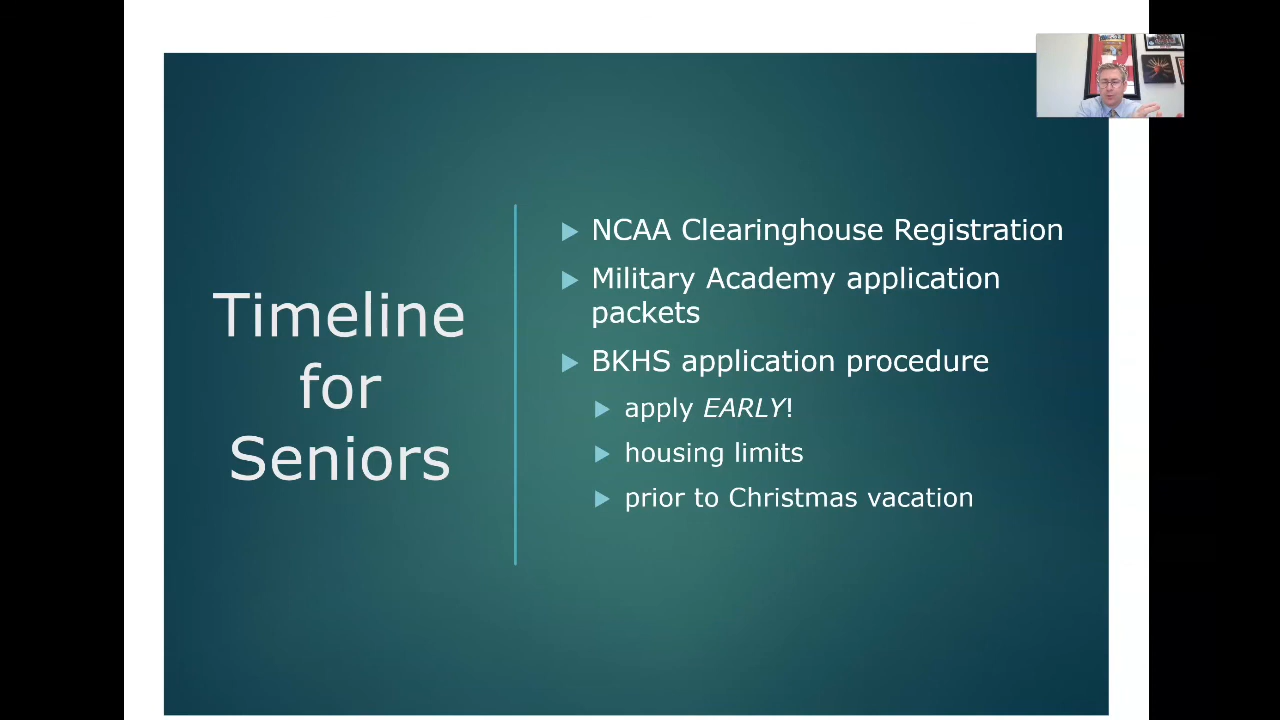 Timeline
for
Seniors
NCAA Clearinghouse Registration
Military Academy application
packets
BKHS application procedure
apply EARLY!
housing limits
prior to Christmas vacation